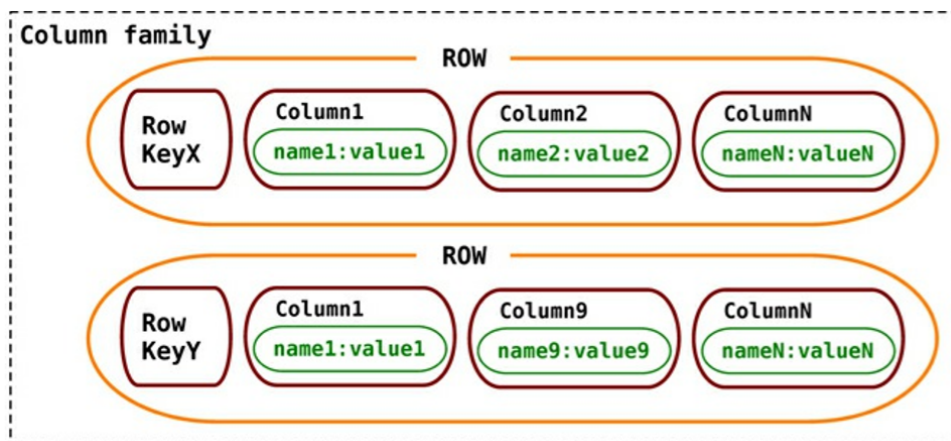 Column family
ROW
Row
KeyX
Column1
name1:value1
Column2
name2:value2
ColumnN
nameN:valueN
ROW
Row
KeyY
Column1
name1:value1
Column9
name9:value9
ColumnN
nameN:valueN